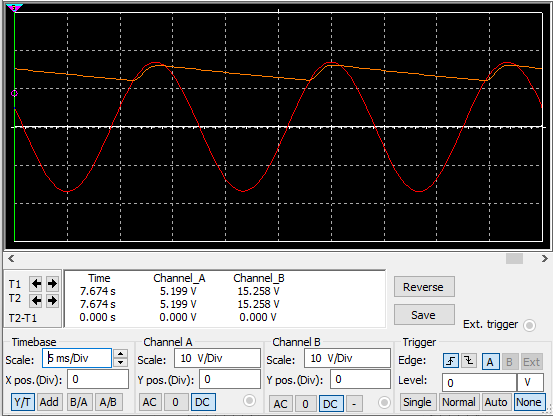 Time Channel_A Channel_B
T1 7.674 s 5.199 V 15.258 V
T2 7.674 s 5.199 V 15.258 V
T2-T1 0.000 s 0.000 V 0.000 V
Reverse
Save
Ext. trigger
Timebase
Scale: 5 ms/Div
X pos.(Div): 0
Y/T Add B/A A/B
Channel A
Scale: 10 V/Div
Y pos.(Div): 0
AC 0 DC
Channel B
Scale: 10 V/Div
Y pos.(Div): 0
AC 0 DC -
Trigger
Edge: A B Ext
Level: 0 V
Single Normal Auto None